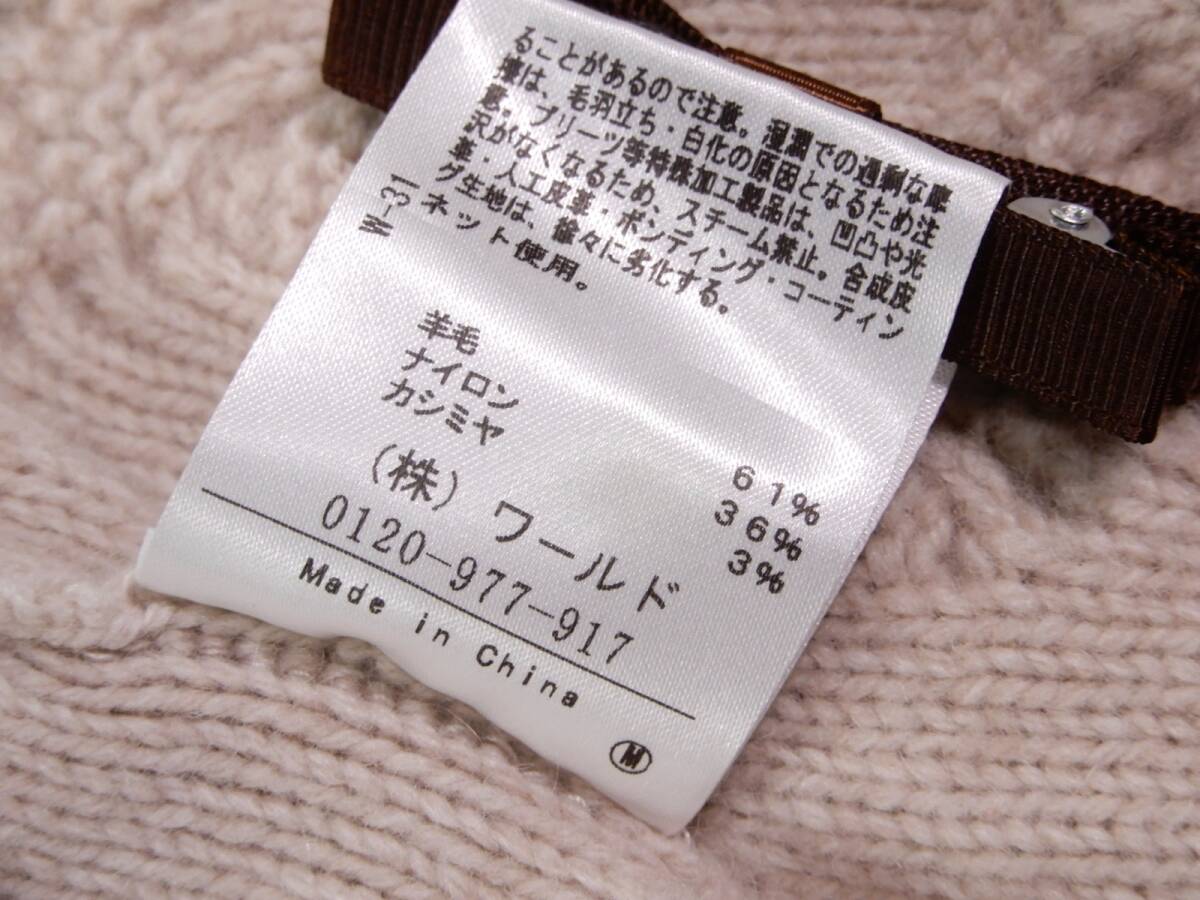 ることがあるので注意。湿潤での過剰な摩
擦は、毛羽立ち・白化の原因となるため注
意。プリーツ等特殊加工製品は、凹凸や光
沢がなくなるため、スチーム禁止。合成皮
革・人工皮革・ボンディング・コーティン
グ生地は、徐々に劣化する。
ネット使用。
W-31
羊毛 61%
ナイロン 36%
カシミヤ 3%
(株) ワールド
0120-977-917
Made in China
M